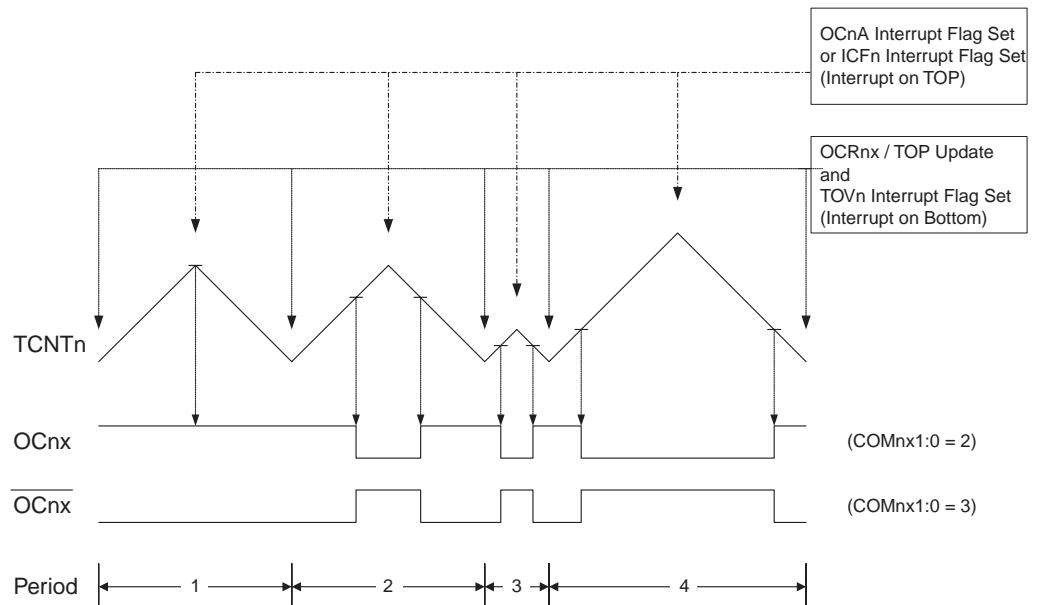 OCnA Interrupt Flag Set
or ICFn Interrupt Flag Set
(Interrupt on TOP)
OCRnx / TOP Update
and
TOVn Interrupt Flag Set
(Interrupt on Bottom)
TCNTn
OCnx
(COMnx1:0 = 2)
OCnx
(COMnx1:0 = 3)
Period
1
2
3
4